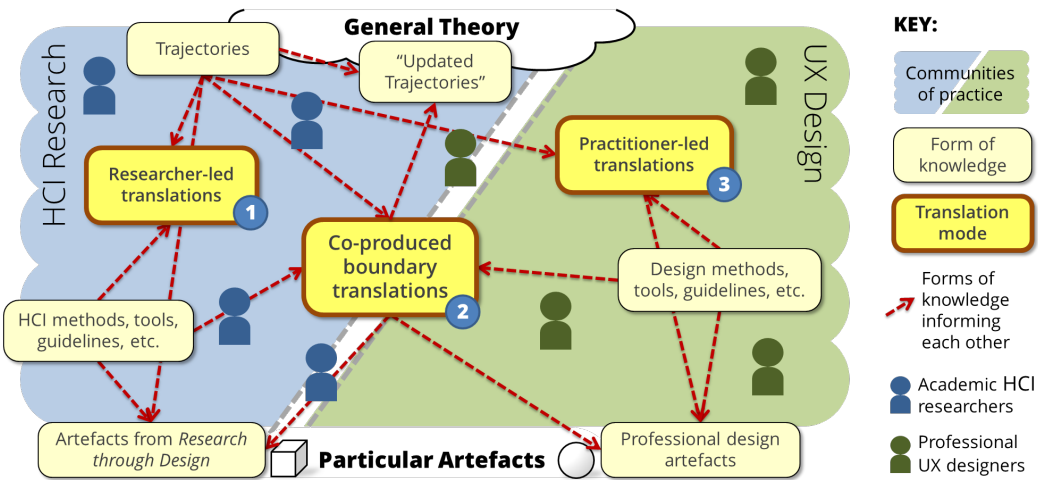 General Theory
Trajectories
“Updated
Trajectories”
HCI Research
UX Design
Researcher-led
translations
1
Practitioner-led
translations
3
Co-produced
boundary
translations
2
Design methods,
tools, guidelines, etc.
HCI methods, tools,
guidelines, etc.
Artefacts from Research
through Design
Particular Artefacts
Professional design
artefacts
KEY:
Communities
of practice
Form of
knowledge
Translation
mode
Forms of
knowledge
informing
each other
Academic HCI
researchers
Professional
UX designers